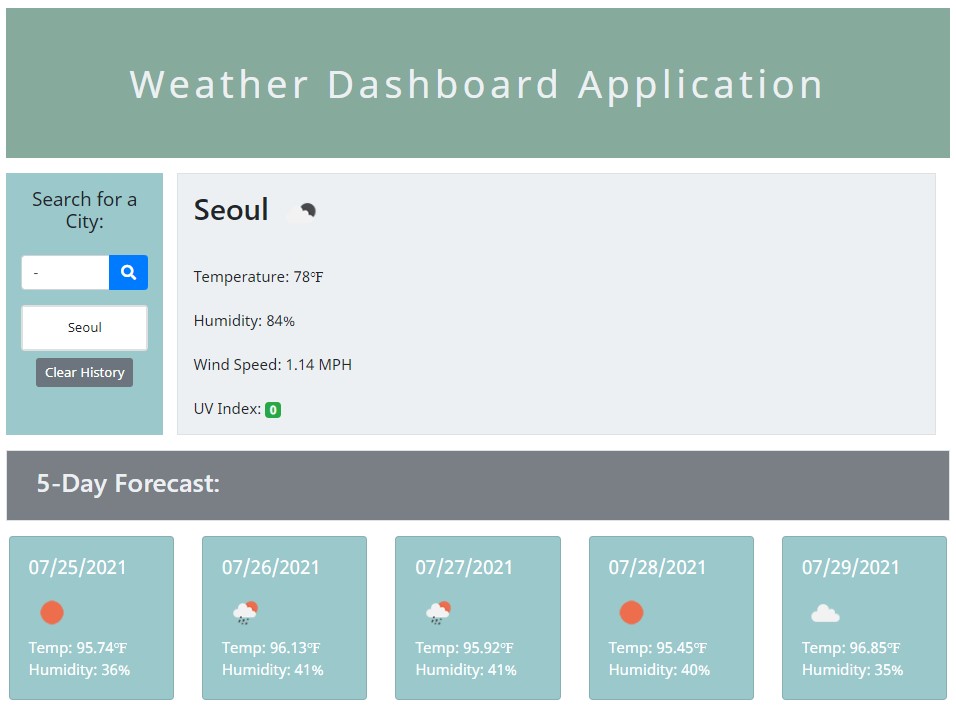 Weather Dashboard Application
Search for a
City:
-
Seoul
Clear History
Seoul
Temperature: 78°F
Humidity: 84%
Wind Speed: 1.14 MPH
UV Index: 0
5-Day Forecast:
07/25/2021
Temp: 95.74°F
Humidity: 36%
07/26/2021
Temp: 96.13°F
Humidity: 41%
07/27/2021
Temp: 95.92°F
Humidity: 41%
07/28/2021
Temp: 95.45°F
Humidity: 40%
07/29/2021
Temp: 96.85°F
Humidity: 35%